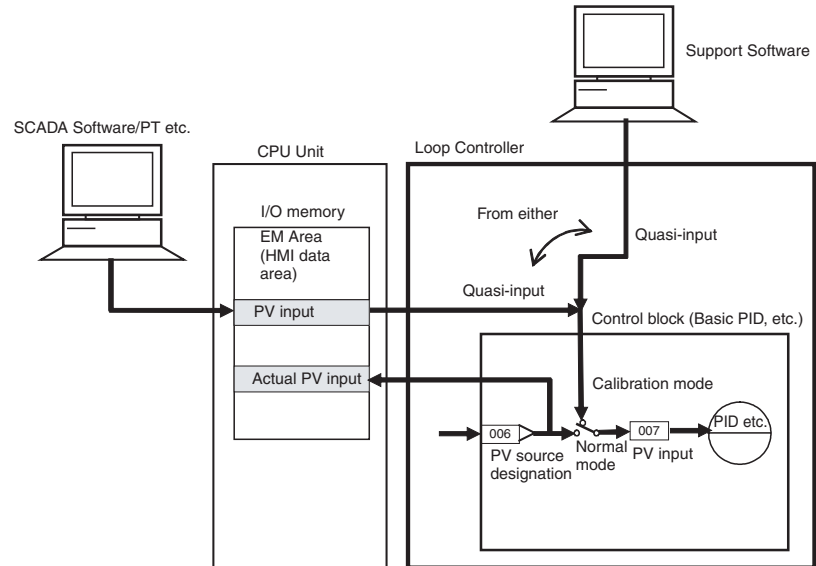 Support Software
SCADA Software/PT etc.
CPU Unit
Loop Controller
I/O memory
EM Area
(HMI data
area)
From either
Quasi-input
Quasi-input
PV input
Control block (Basic PID, etc.)
Actual PV input
Calibration mode
006
PV source
designation
Normal
mode
007
PV input
PID etc.